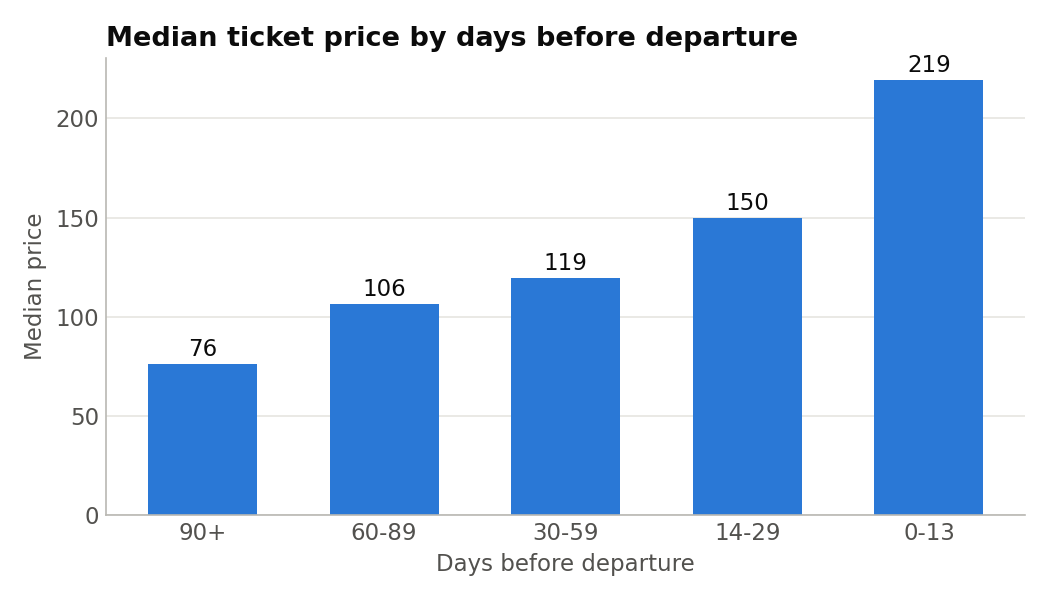 Median ticket price by days before departure
219
200
150
150
Median price
119
106
100
76
50
0
90+ 60-89 30-59 14-29 0-13
Days before departure